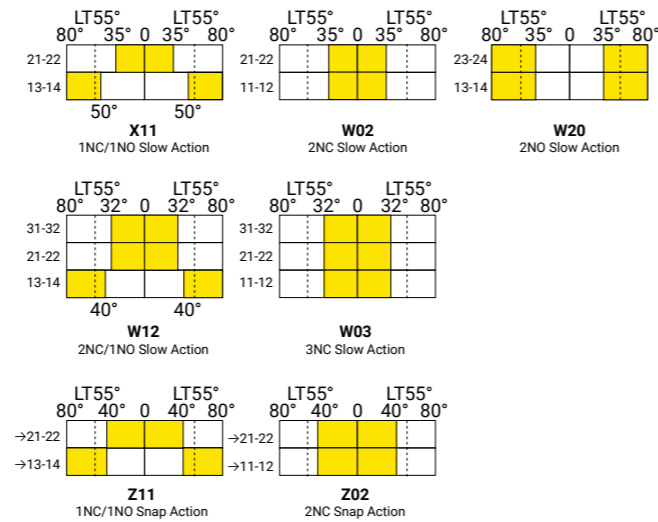 LT55° LT55°
80° 35° 0 35° 80°
21-22
13-14
50° 50°
X11
1NC/1NO Slow Action
LT55° LT55°
80° 35° 0 35° 80°
21-22
11-12
W02
2NC Slow Action
LT55° LT55°
80° 35° 0 35° 80°
23-24
13-14
W20
2NO Slow Action
LT55° LT55°
80° 32° 0 32° 80°
31-32
21-22
13-14
40° 40°
W12
2NC/1NO Slow Action
LT55° LT55°
80° 32° 0 32° 80°
31-32
21-22
11-12
W03
3NC Slow Action
LT55° LT55°
80° 40° 0 40° 80°
→21-22
→13-14
Z11
1NC/1NO Snap Action
LT55° LT55°
80° 40° 0 40° 80°
→21-22
→11-12
Z02
2NC Snap Action